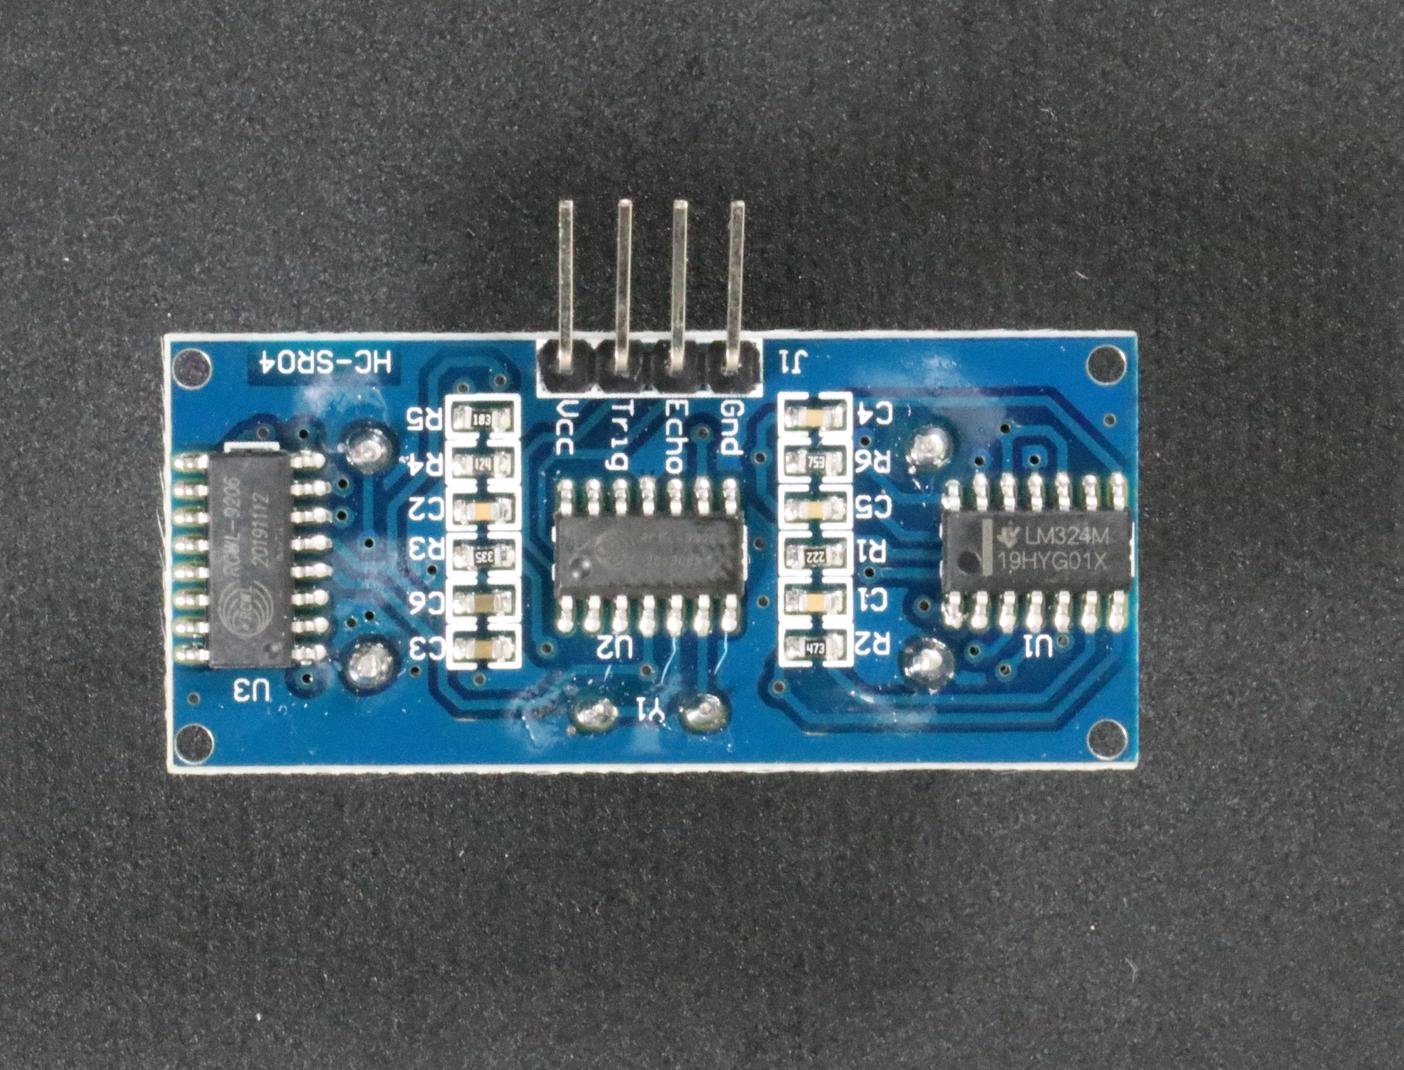 HC-SR04
J1
Vcc
Trig
Echo
Gnd
R5
103
R4
124
C2
R3
335
C6
C3
C4
R6
753
C5
R1
222
C1
R2
473
RCWL-9206
20191112
U3
U2
Y1
LM324M
19HYG01X
U1